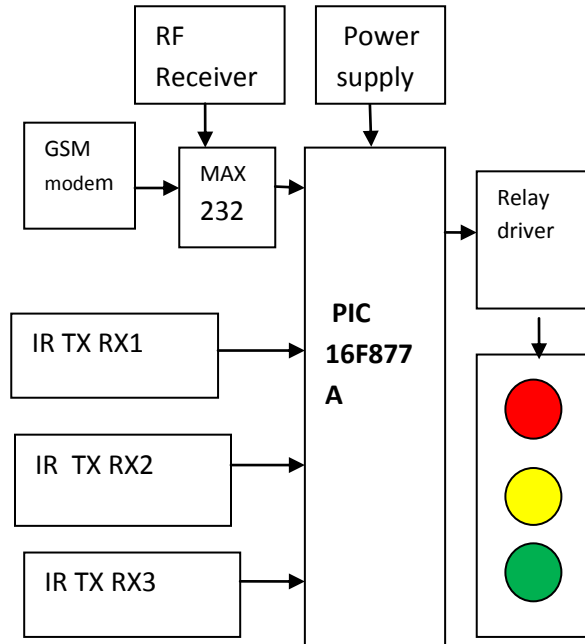 RF
Receiver
Power
supply
GSM
modem
MAX
232
Relay
driver
PIC
16F877
A
IR TX RX1
IR TX RX2
IR TX RX3